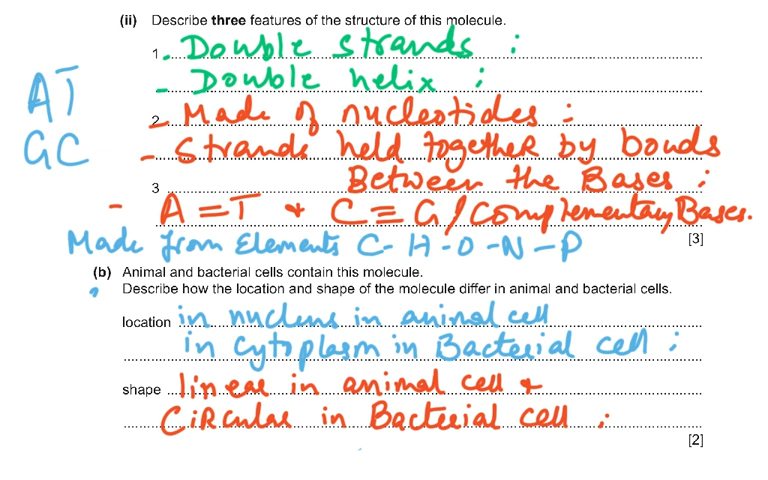 (ii) Describe three features of the structure of this molecule.
1. Double strands ;
- Double helix ;
AT
2 Made of nucleotides ;
GC
- Strands held together by bonds
Between the Bases ;
3
- A=T & C≡G/Complementary Bases.
Made from Elements C-H-O-N-P
[3]
(b) Animal and bacterial cells contain this molecule.
Describe how the location and shape of the molecule differ in animal and bacterial cells.
location in nucleus in animal cell
in Cytoplasm in Bacterial cell ;
shape linear in animal cell &
Circular in Bacterial cell ;
[2]